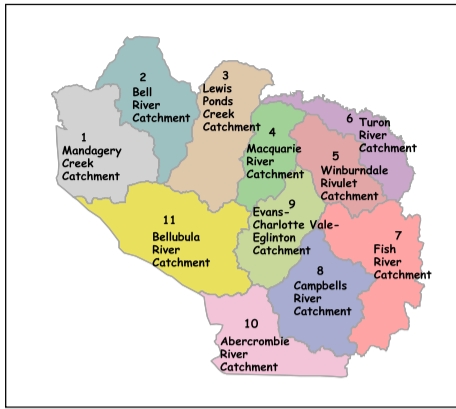 1
Mandagery
Creek
Catchment
2
Bell
River
Catchment
3
Lewis
Ponds
Creek
Catchment
4
Macquarie
River
Catchment
5
Winburndale
Rivulet
Catchment
6
Turon
River
Catchment
7
Fish
River
Catchment
8
Campbells
River
Catchment
9
Evans-
Charlotte Vale-
Eglinton
Catchment
10
Abercrombie
River
Catchment
11
Bellubula
River
Catchment